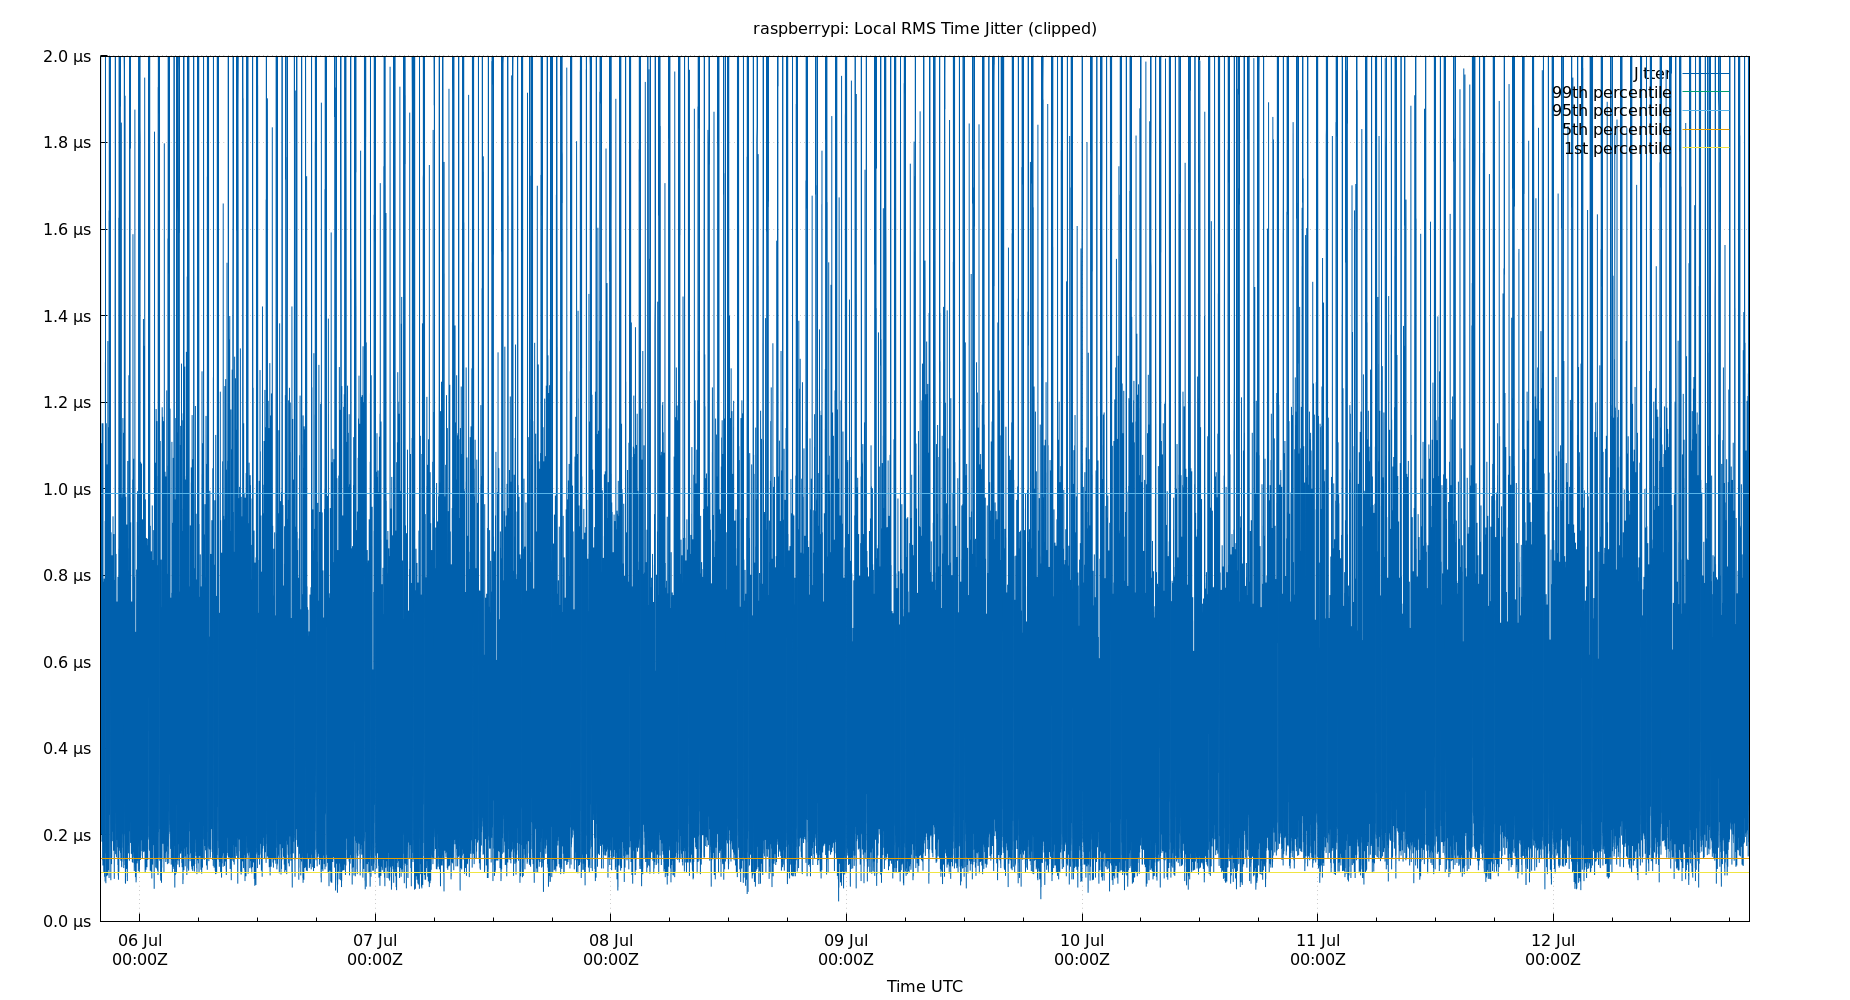 raspberrypi: Local RMS Time Jitter (clipped)
2.0 µs
1.8 µs
1.6 µs
1.4 µs
1.2 µs
1.0 µs
0.8 µs
0.6 µs
0.4 µs
0.2 µs
0.0 µs
Jitter
99th percentile
95th percentile
5th percentile
1st percentile
06 Jul 07 Jul 08 Jul 09 Jul 10 Jul 11 Jul 12 Jul
00:00Z 00:00Z 00:00Z 00:00Z 00:00Z 00:00Z 00:00Z
Time UTC